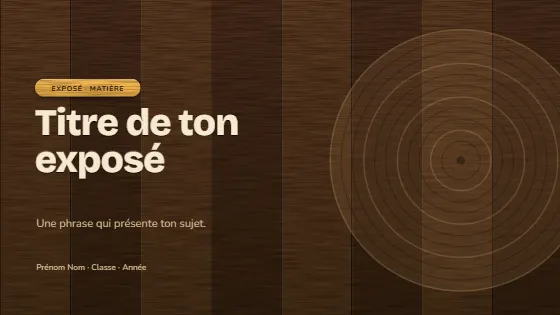 EXPOSÉ · MATIÈRE
Titre de ton
exposé
Une phrase qui présente ton sujet.
Prénom Nom · Classe · Année